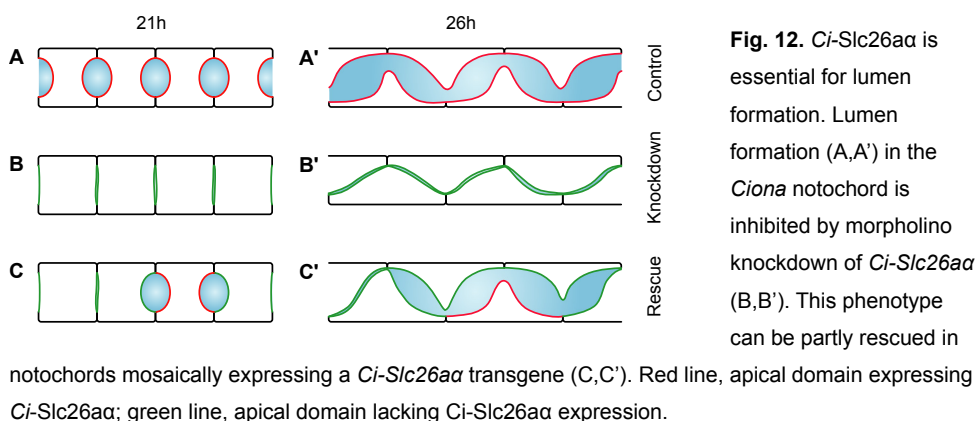 21h
26h
A
A'
Control
B
B'
Knockdown
C
C'
Rescue
Fig. 12. Ci-Slc26aα is
essential for lumen
formation. Lumen
formation (A,A’) in the
Ciona notochord is
inhibited by morpholino
knockdown of Ci-Slc26aα
(B,B’). This phenotype
can be partly rescued in
notochords mosaically expressing a Ci-Slc26aα transgene (C,C’). Red line, apical domain expressing
Ci-Slc26aα; green line, apical domain lacking Ci-Slc26aα expression.